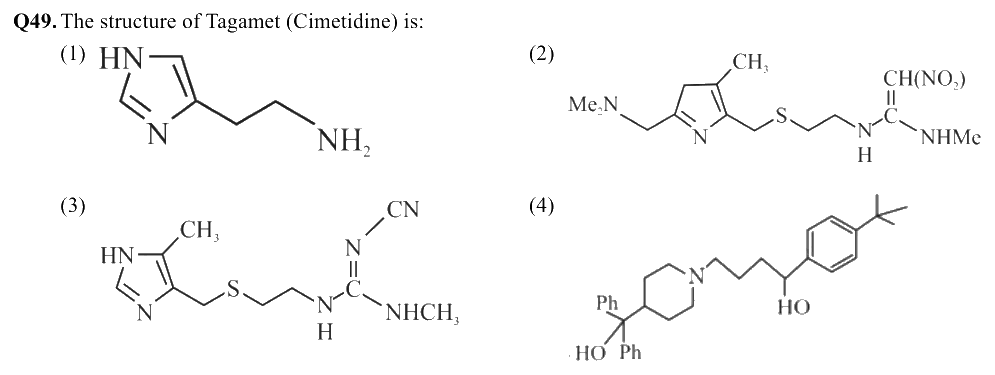 Q49. The structure of Tagamet (Cimetidine) is:
(1) HN N NH₂
(2) Me₂N N CH₃ S N H C CH(NO₂) NHMe
(3) HN N CH₃ S N H N CN NHCH₃
(4) Ph HO Ph N HO